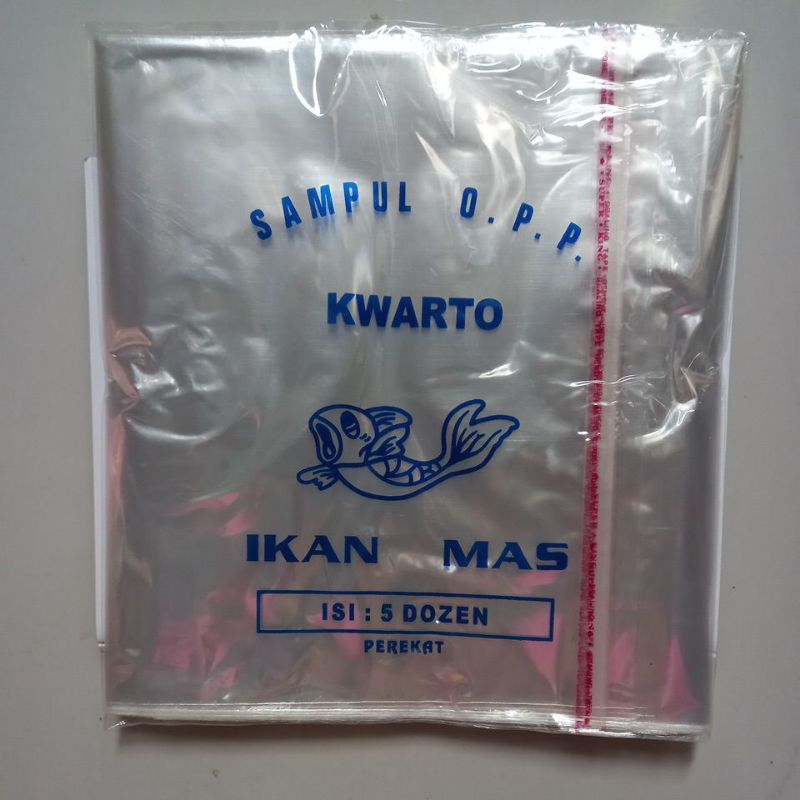 SAMPUL O.P.P.
KWARTO
IKAN MAS
ISI : 5 DOZEN
PEREKAT